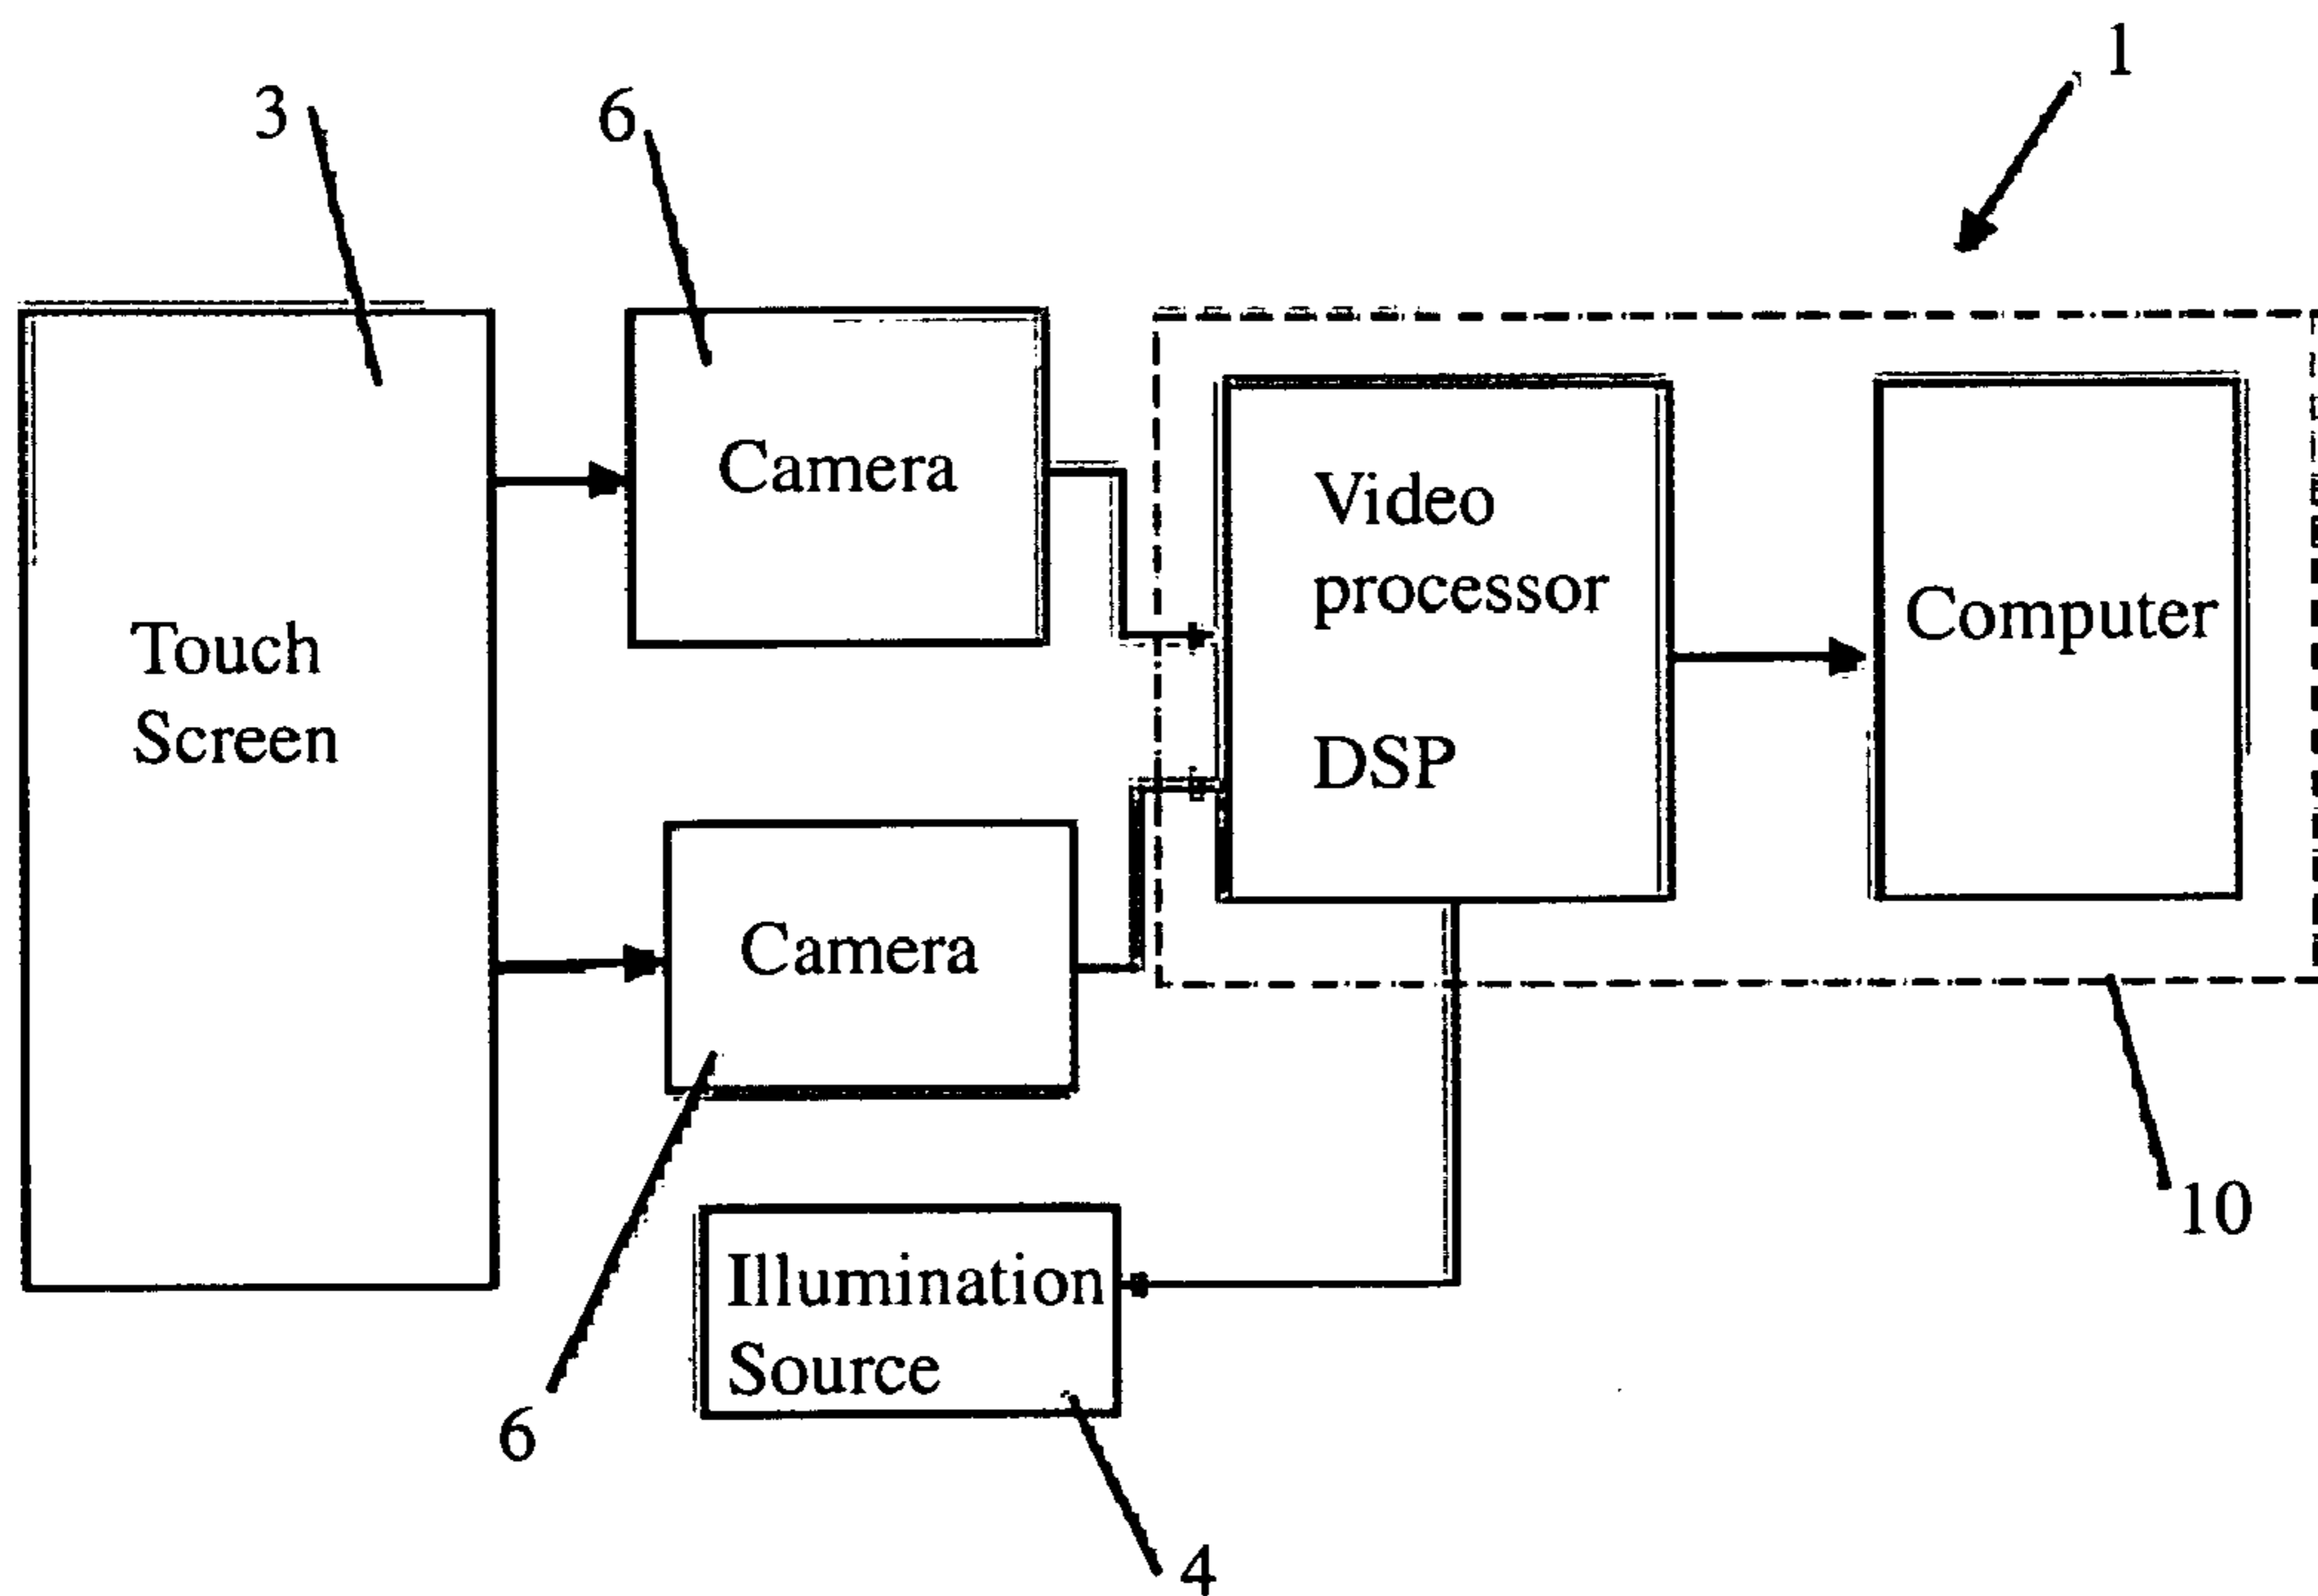 1
3
6
Camera
Video
processor
DSP
Computer
Touch
Screen
Camera
10
Illumination
Source
6
4